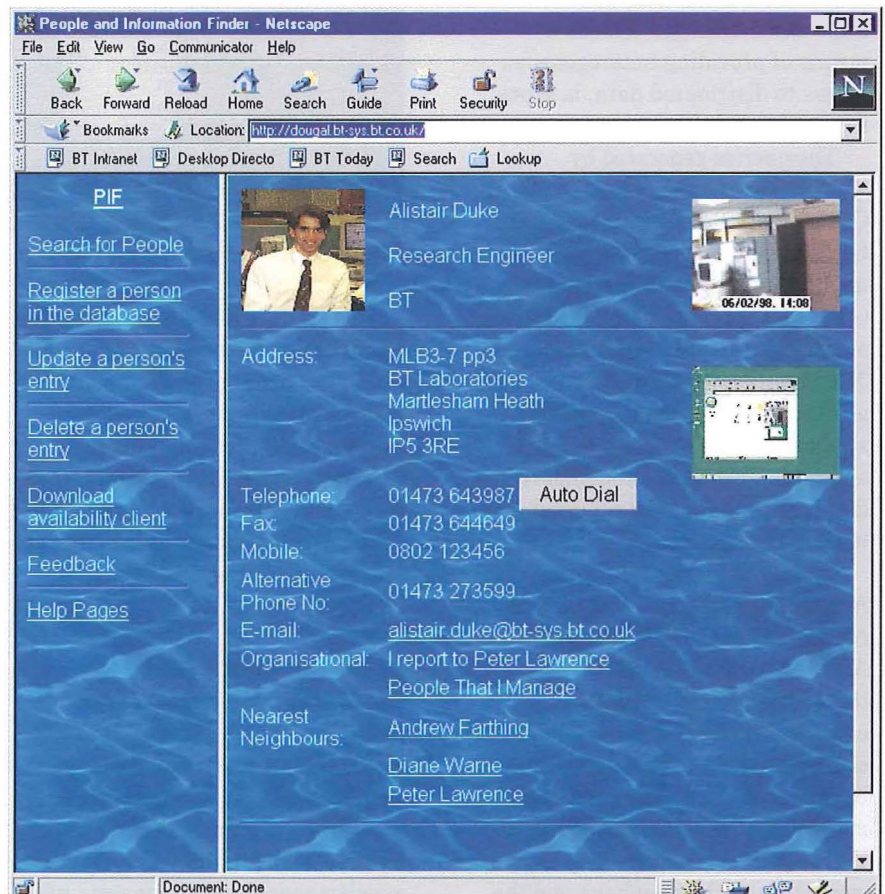 People and Information Finder - Netscape
File Edit View Go Communicator Help
Back Forward Reload Home Search Guide Print Security Stop
N
Bookmarks Location: http://dougal.bt-sys.bt.co.uk/
BT Intranet Desktop Directo BT Today Search Lookup
PIF
Search for People
Register a person
in the database
Update a person's
entry
Delete a person's
entry
Download
availability client
Feedback
Help Pages
Alistair Duke
Research Engineer
BT
06/02/98. 14:08
Address: MLB3-7 pp3
BT Laboratories
Martlesham Heath
Ipswich
IP5 3RE
Telephone: 01473 643987 Auto Dial
Fax: 01473 644649
Mobile: 0802 123456
Alternative
Phone No: 01473 273599
E-mail: alistair.duke@bt-sys.bt.co.uk
Organisational: I report to Peter Lawrence
People That I Manage
Nearest
Neighbours: Andrew Farthing
Diane Warne
Peter Lawrence
Document: Done